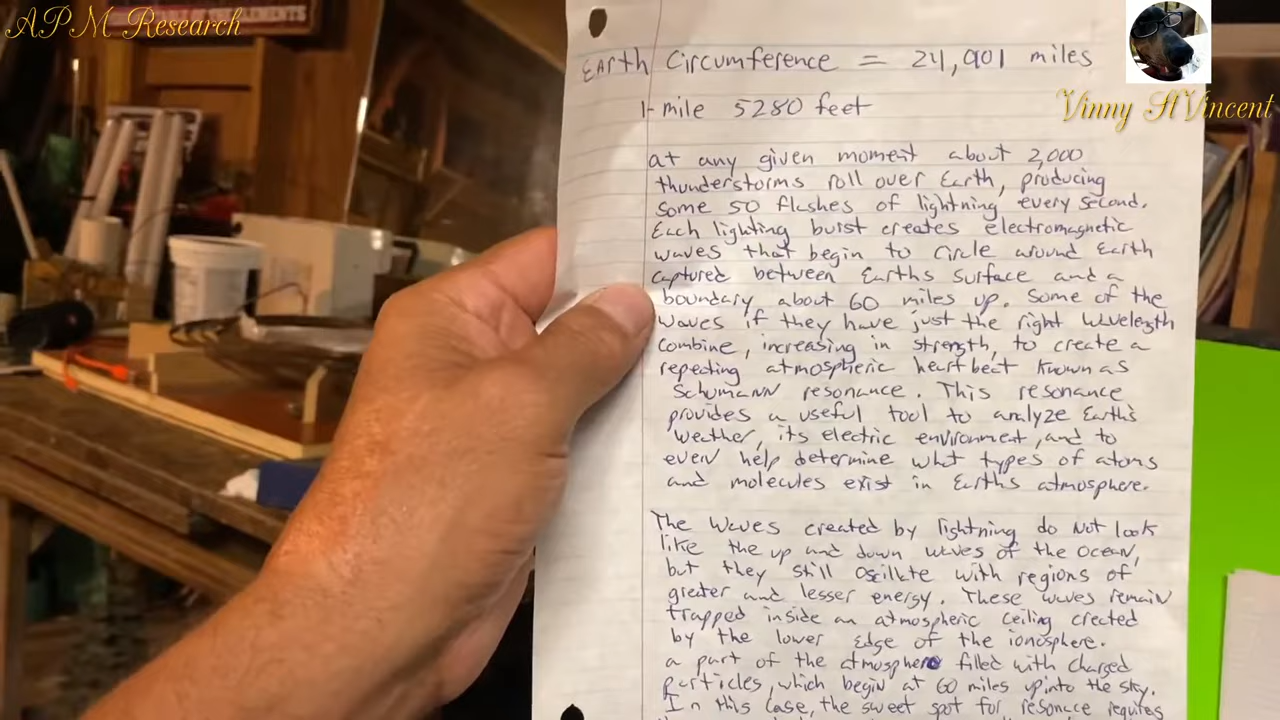 APM Research
Vinny StVincent
EArth Circumference = 24,901 miles
1-mile 5280 feet
at any given moment about 2,000
thunderstorms roll over Earth, producing
some 50 flashes of lightning every second.
Each lighting burst creates electromagnetic
waves that begin to circle around Earth
captured between Earths surface and a
boundary about 60 miles up. Some of the
waves if they have just the right wavelength
combine, increasing in strength, to create a
repeating atmospheric heartbeat known as
Schumann resonance. This resonance
provides a useful tool to analyze Earth's
weather, its electric environment, and to
even help determine what types of atoms
and molecules exist in Earth's atmosphere.
The waves created by lightning do not look
like the up and down waves of the ocean,
but they still oscillate with regions of
greater and lesser energy. These waves remain
trapped inside an atmospheric ceiling created
by the lower edge of the ionosphere.
a part of the atmosphere filled with charged
particles, which begin at 60 miles up into the sky.
In this case, the sweet spot for resonace requires